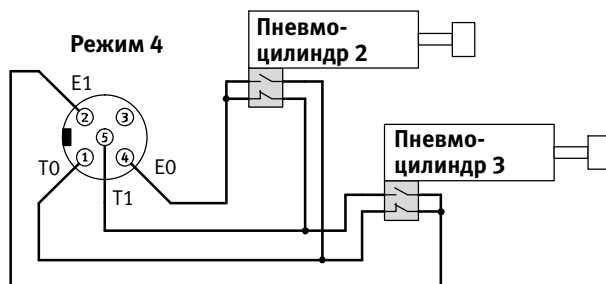 Режим 4
Пневмо-
цилиндр 2
E1
2
3
5
1
4
T0
E0
T1
Пневмо-
цилиндр 3